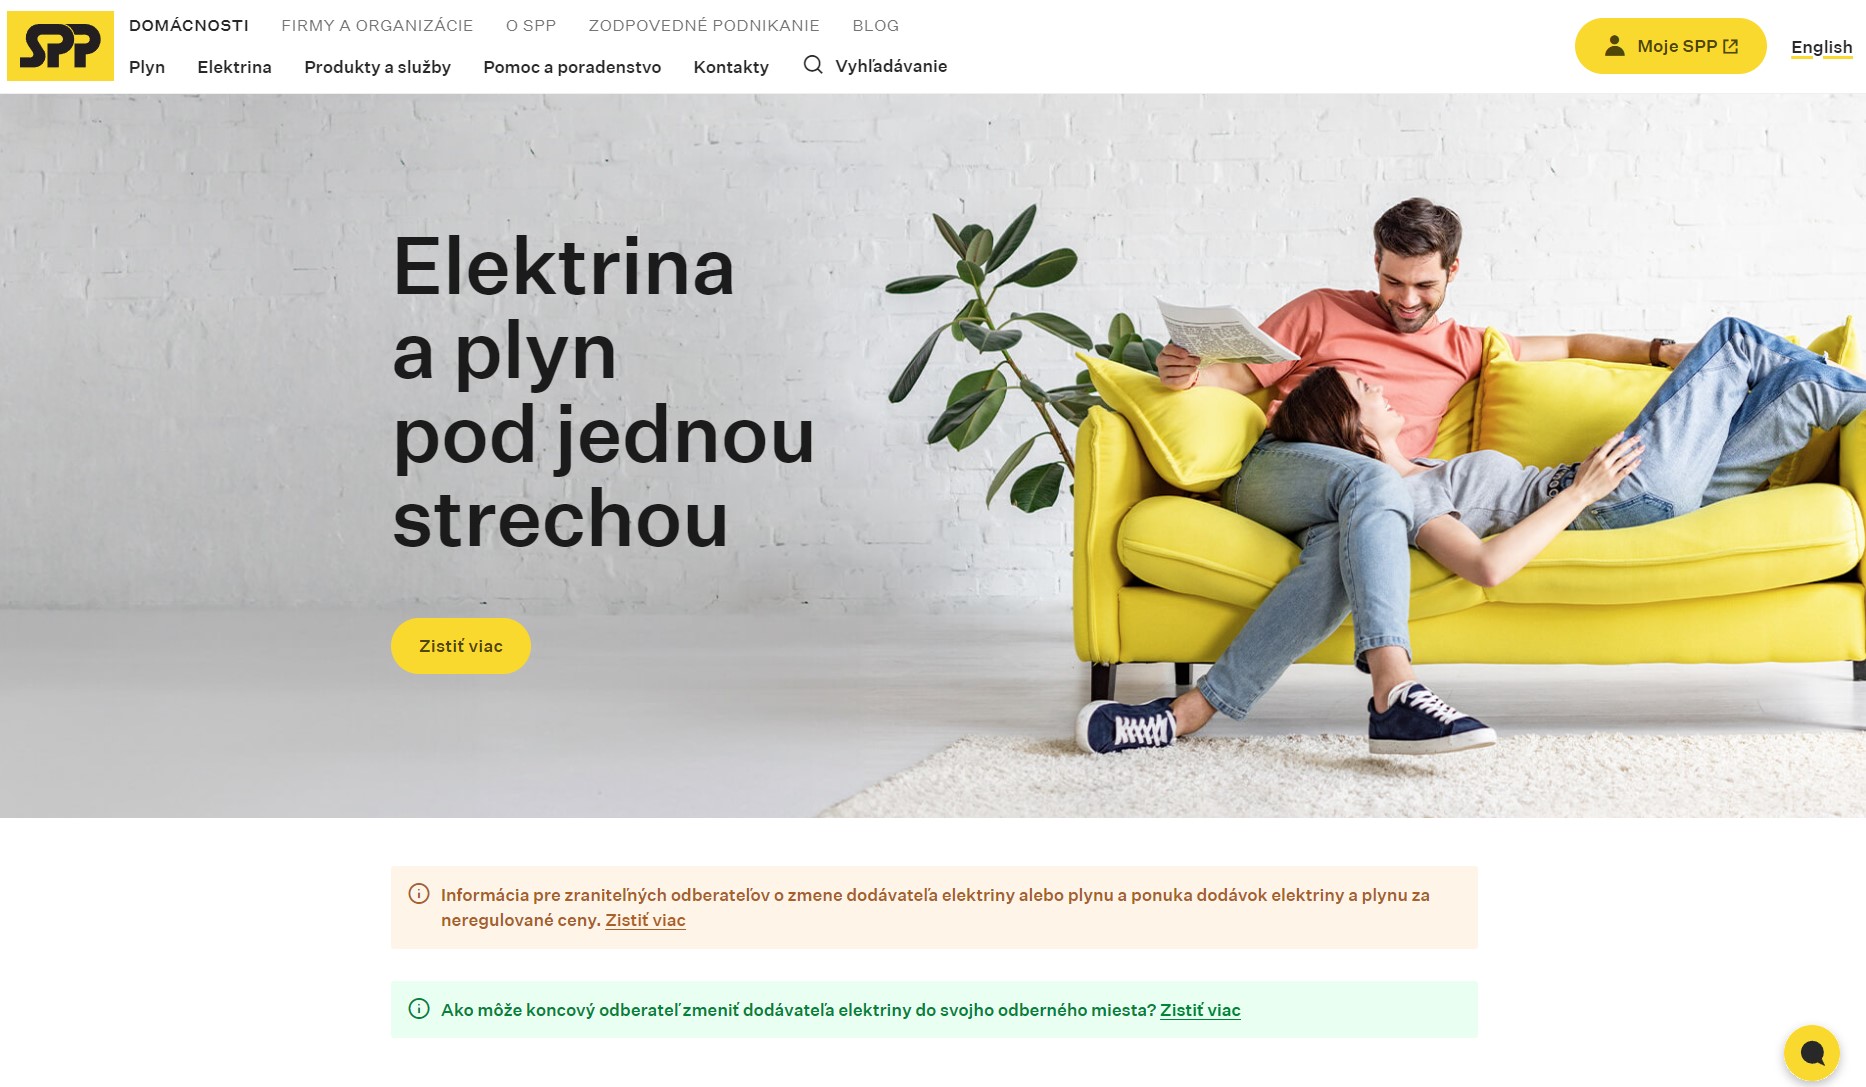 SPP
DOMÁCNOSTI FIRMY A ORGANIZÁCIE O SPP ZODPOVEDNÉ PODNIKANIE BLOG
Plyn Elektrina Produkty a služby Pomoc a poradenstvo Kontakty Vyhľadávanie
Moje SPP English
Elektrina
a plyn
pod jednou
strechou
Zistiť viac
Informácia pre zraniteľných odberateľov o zmene dodávateľa elektriny alebo plynu a ponuka dodávok elektriny a plynu za
neregulované ceny. Zistiť viac
Ako môže koncový odberateľ zmeniť dodávateľa elektriny do svojho odberného miesta? Zistiť viac